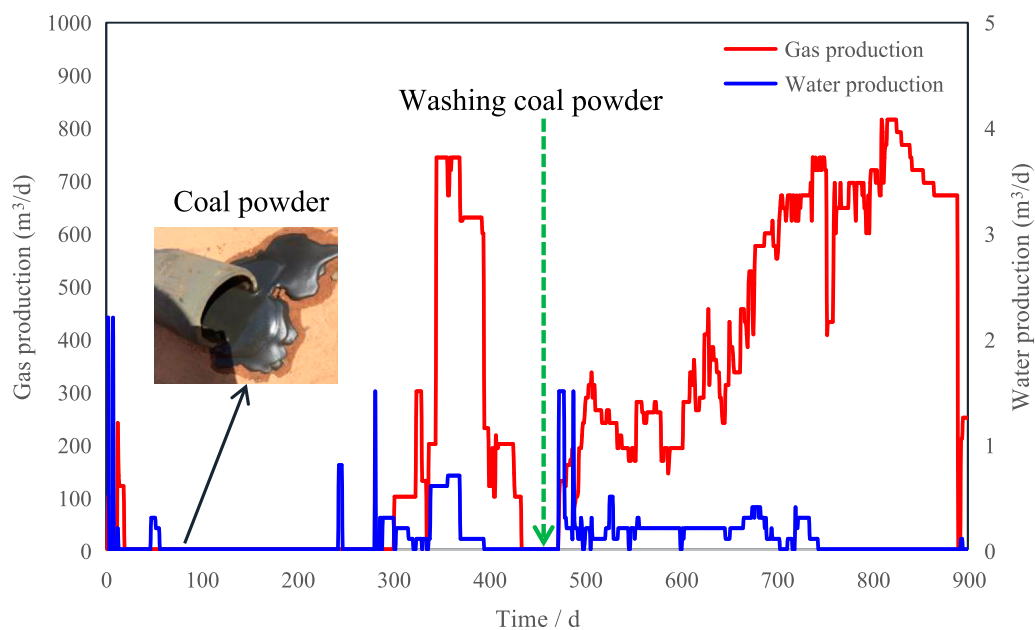 Gas production
Water production
Washing coal powder
Coal powder
Gas production (m³/d)
1000
900
800
700
600
500
400
300
200
100
0
Water production (m³/d)
5
4
3
2
1
0
0 100 200 300 400 500 600 700 800 900
Time / d